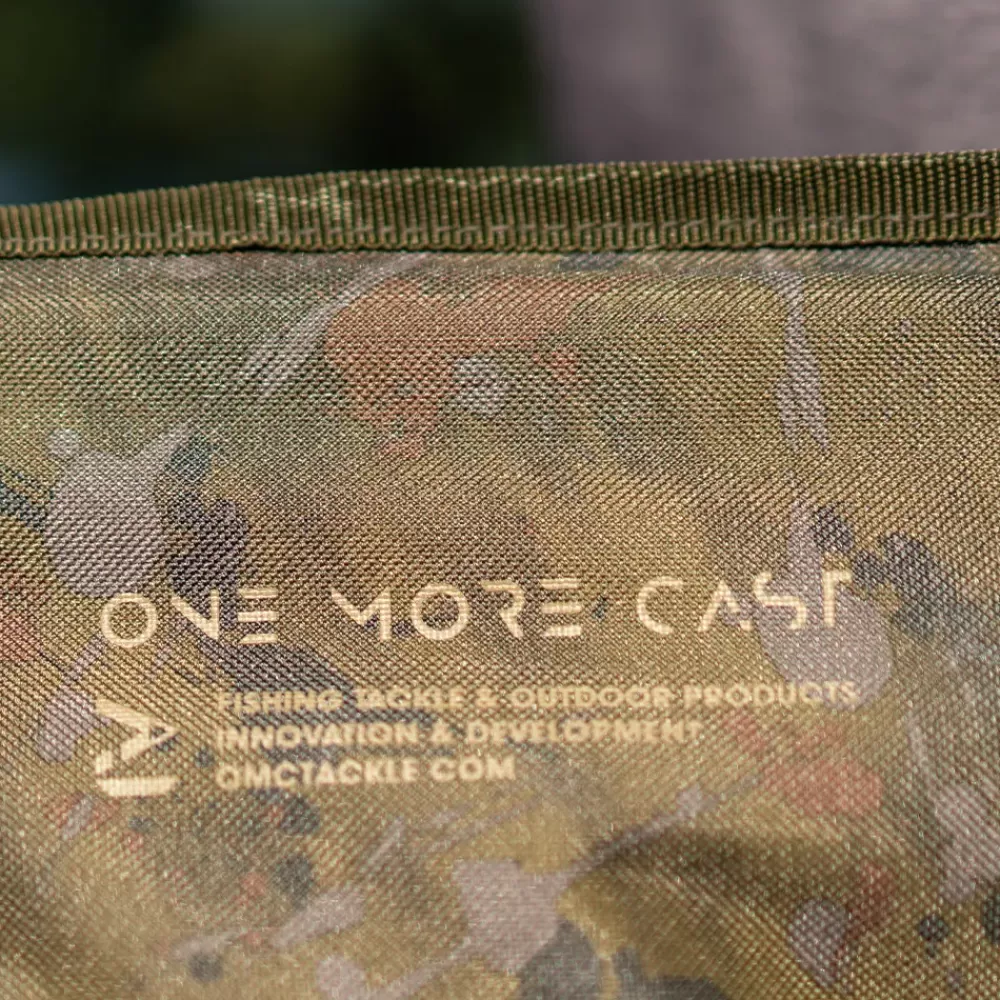 ONE MORE CAST
FISHING TACKLE & OUTDOOR PRODUCTS
INNOVATION & DEVELOPMENT
OMCTACKLE.COM